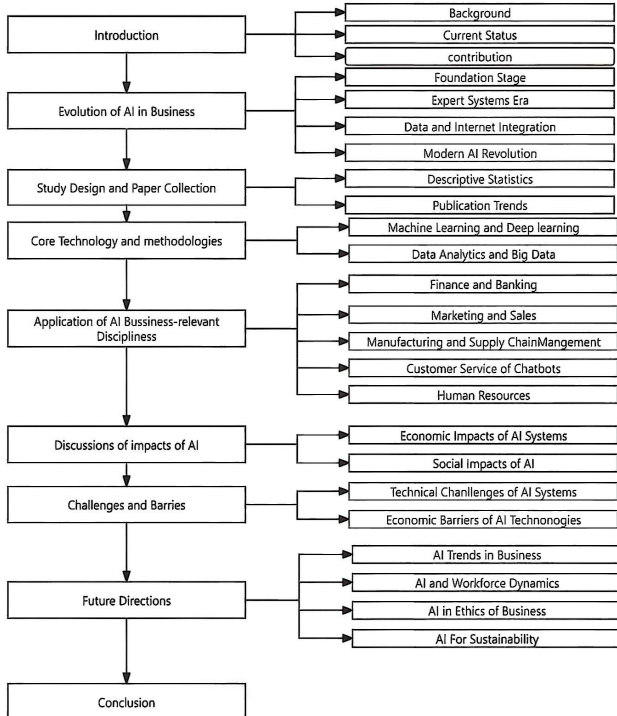 Introduction
Background
Current Status
contribution
Evolution of AI in Business
Foundation Stage
Expert Systems Era
Data and Internet Integration
Modern AI Revolution
Study Design and Paper Collection
Descriptive Statistics
Publication Trends
Core Technology and methodologies
Machine Learning and Deep learning
Data Analytics and Big Data
Application of AI Bussiness-relevant
Discipliness
Finance and Banking
Marketing and Sales
Manufacturing and Supply ChainMangement
Customer Service of Chatbots
Human Resources
Discussions of impacts of AI
Economic Impacts of AI Systems
Social Impacts of AI
Challenges and Barries
Technical Chanllenges of AI Systems
Economic Barriers of AI Technonogies
Future Directions
AI Trends in Business
AI and Workforce Dynamics
AI in Ethics of Business
AI For Sustainability
Conclusion